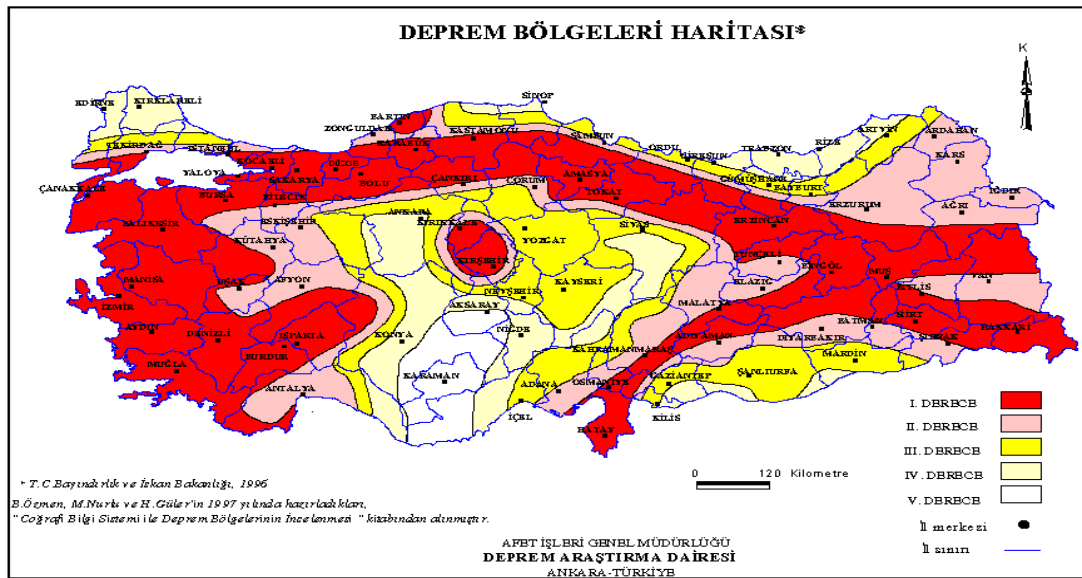 DEPREM BÖLGELERİ HARİTASI*
K
SİNOP
EDİRNE KIRKLARELİ
BARTIN
ZONGULDAK KASTAMONU
KARABÜK SAMSUN
ARTVİN ARDAHAN
TEKİRDAĞ İSTANBUL
ORDU GİRESUN TRABZON RİZE
KOCAELİ SAKARYA DÜZCE BOLU
KARS
YALOVA
ÇANKIRI ÇORUM AMASYA
GÜMÜŞHANE BAYBURT
ÇANAKKALE BURSA BİLECİK
TOKAT
IĞDIR
ERZURUM AĞRI
ANKARA KIRIKKALE
ESKİŞEHİR
ERZİNCAN
BALIKESİR KÜTAHYA
YOZGAT SİVAS
KIRŞEHİR
TUNCELİ BİNGÖL MUŞ VAN
MANİSA UŞAK AFYON
NEVŞEHİR KAYSERİ
ELAZIĞ BİTLİS
İZMİR
AKSARAY
MALATYA
AYDIN DENİZLİ ISPARTA
KONYA NİĞDE
ADIYAMAN DİYARBAKIR BATMAN SİİRT
ŞIRNAK HAKKARİ
BURDUR
KAHRAMANMARAŞ
MUĞLA
KARAMAN
MARDİN
ANTALYA
ADANA OSMANİYE GAZİANTEP ŞANLIURFA
İÇEL
KİLİS
HATAY
I. DERECE
II. DERECE
III. DERECE
IV. DERECE
V. DERECE
İl merkezi
İl sınırı
0 120 Kilometre
* T.C Bayındırlık ve İskan Bakanlığı, 1996
B.Özmen, M.Nurlu ve H.Güler'in 1997 yılında hazırladıkları,
" Coğrafi Bilgi Sistemi ile Deprem Bölgelerinin İncelenmesi " kitabından alınmıştır.
AFET İŞLERİ GENEL MÜDÜRLÜĞÜ
DEPREM ARAŞTIRMA DAİRESİ
ANKARA-TÜRKİYE